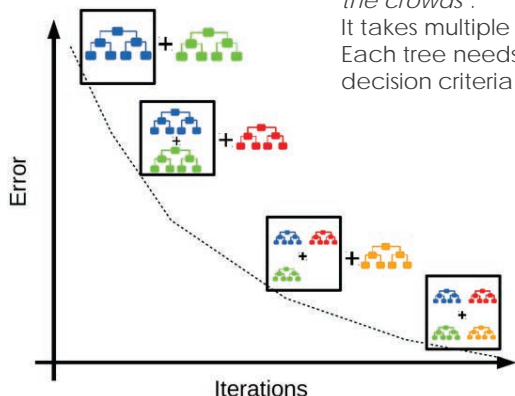 the crowds".
It takes multiple
Each tree needs
decision criteria
+
+
+
+
+
+
Error
Iterations